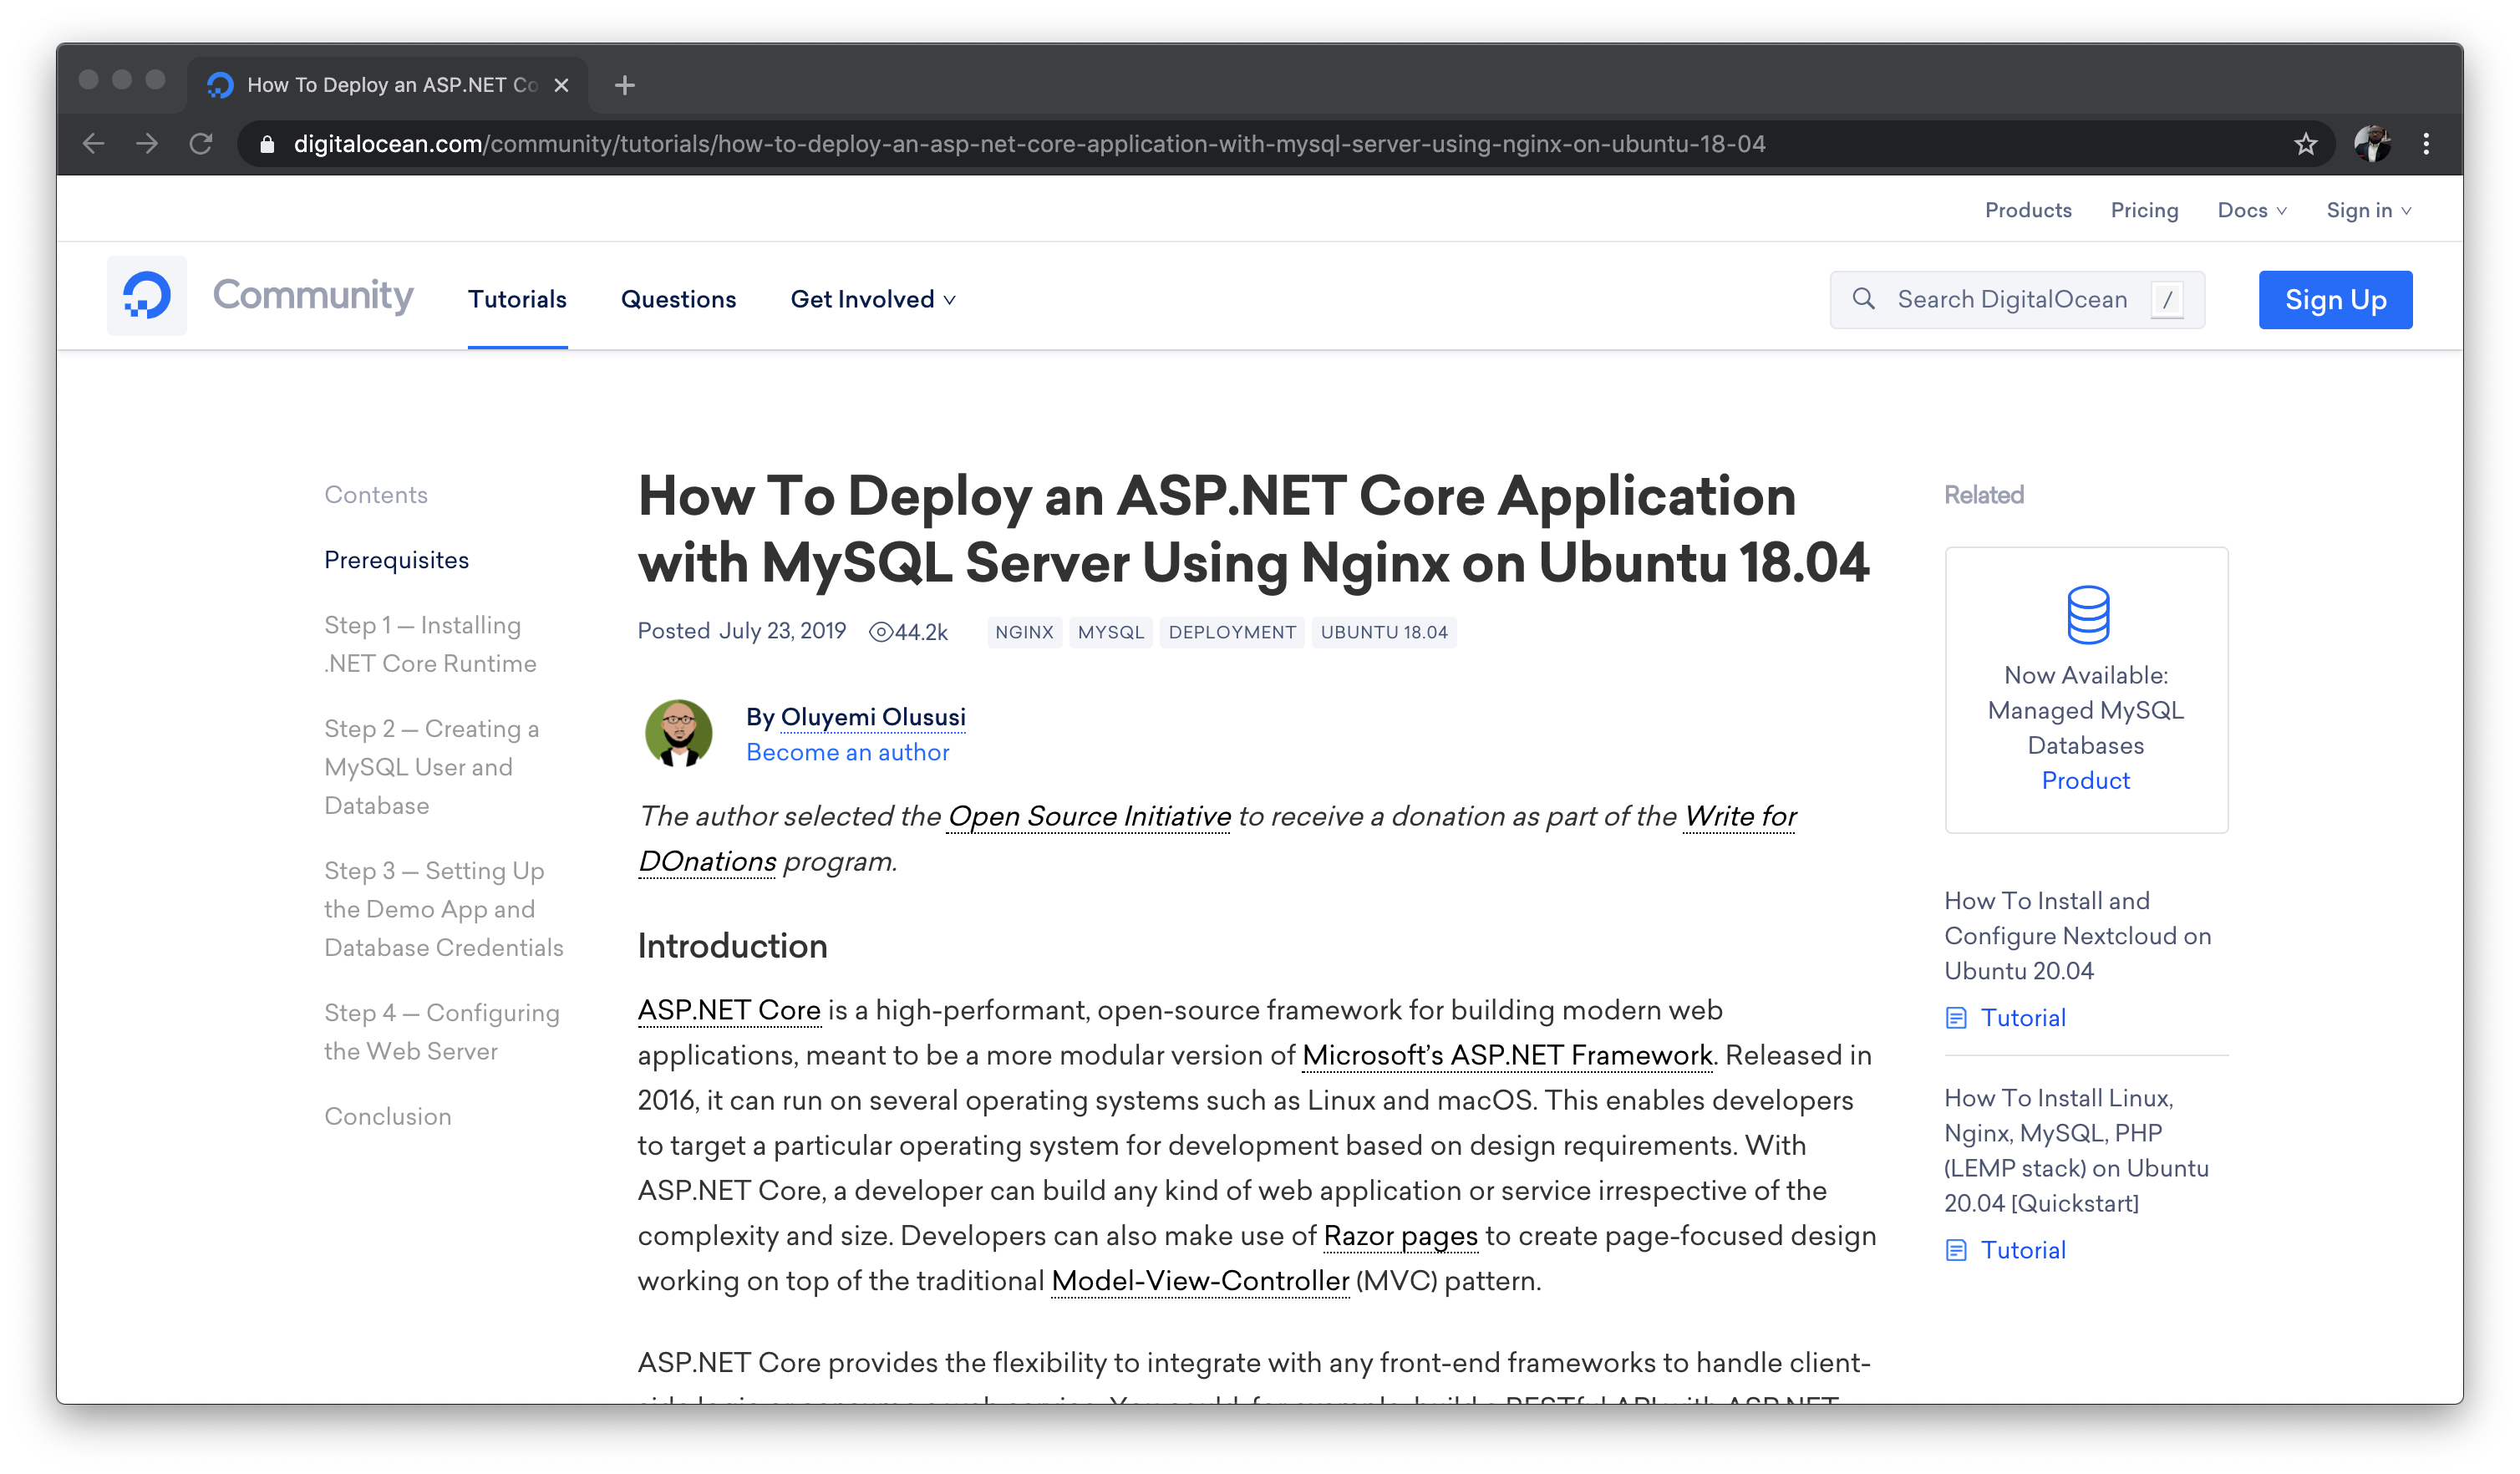 How To Deploy an ASP.NET Co
digitalocean.com/community/tutorials/how-to-deploy-an-asp-net-core-application-with-mysql-server-using-nginx-on-ubuntu-18-04
Products Pricing Docs Sign in
Community Tutorials Questions Get Involved Search DigitalOcean / Sign Up
Contents
Prerequisites
Step 1 — Installing
.NET Core Runtime
Step 2 — Creating a
MySQL User and
Database
Step 3 — Setting Up
the Demo App and
Database Credentials
Step 4 — Configuring
the Web Server
Conclusion
How To Deploy an ASP.NET Core Application
with MySQL Server Using Nginx on Ubuntu 18.04
Posted July 23, 2019 44.2k NGINX MYSQL DEPLOYMENT UBUNTU 18.04
By Oluyemi Olususi
Become an author
The author selected the Open Source Initiative to receive a donation as part of the Write for
DOnations program.
Introduction
ASP.NET Core is a high-performant, open-source framework for building modern web
applications, meant to be a more modular version of Microsoft’s ASP.NET Framework. Released in
2016, it can run on several operating systems such as Linux and macOS. This enables developers
to target a particular operating system for development based on design requirements. With
ASP.NET Core, a developer can build any kind of web application or service irrespective of the
complexity and size. Developers can also make use of Razor pages to create page-focused design
working on top of the traditional Model-View-Controller (MVC) pattern.
ASP.NET Core provides the flexibility to integrate with any front-end frameworks to handle client-
Related
Now Available:
Managed MySQL
Databases
Product
How To Install and
Configure Nextcloud on
Ubuntu 20.04
Tutorial
How To Install Linux,
Nginx, MySQL, PHP
(LEMP stack) on Ubuntu
20.04 [Quickstart]
Tutorial